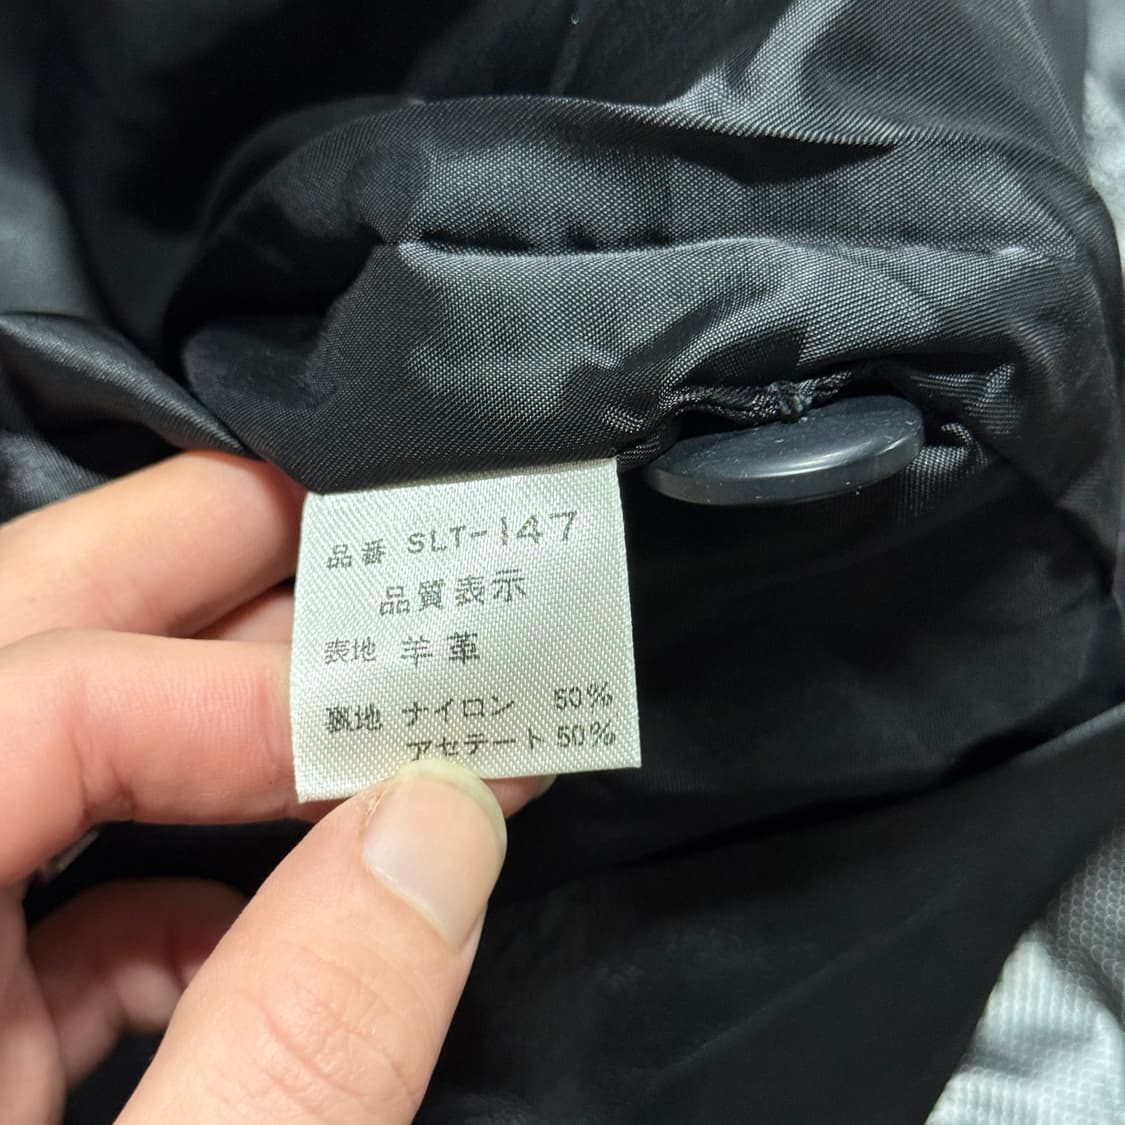 品番 SLT-147
品質表示
表地 羊革
裏地 ナイロン 50%
アセテート 50%